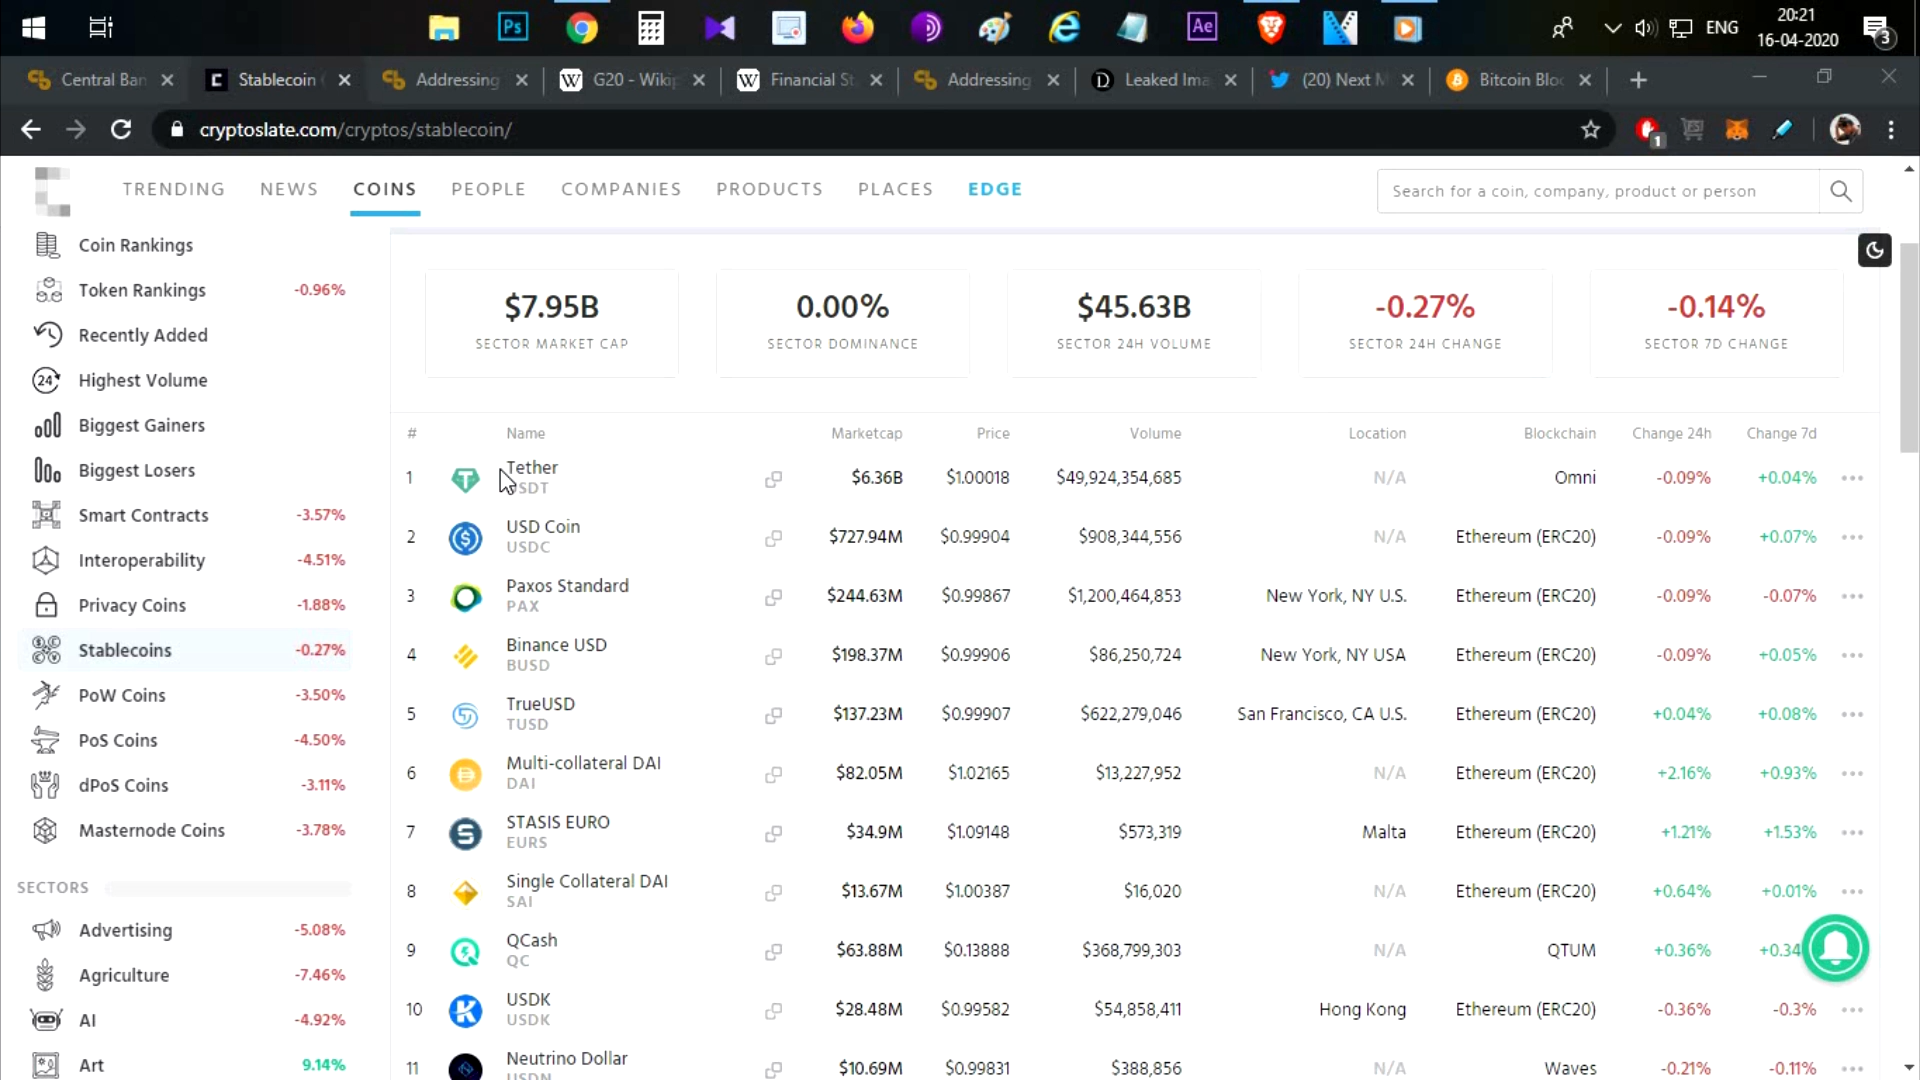 Ps
Ae
ENG
20:21
16-04-2020
3
Central Ban
Stablecoin
Addressing
G20 - Wikip
Financial St
Addressing
Leaked Ima
(20) Next M
Bitcoin Bloc
cryptoslate.com/cryptos/stablecoin/
1
TRENDING NEWS COINS PEOPLE COMPANIES PRODUCTS PLACES EDGE
Search for a coin, company, product or person
Coin Rankings
Token Rankings -0.96%
Recently Added
Highest Volume
Biggest Gainers
Biggest Losers
Smart Contracts -3.57%
Interoperability -4.51%
Privacy Coins -1.88%
Stablecoins -0.27%
PoW Coins -3.50%
PoS Coins -4.50%
dPoS Coins -3.11%
Masternode Coins -3.78%
SECTORS
Advertising -5.08%
Agriculture -7.46%
AI -4.92%
Art 9.14%
$7.95B
SECTOR MARKET CAP
0.00%
SECTOR DOMINANCE
$45.63B
SECTOR 24H VOLUME
-0.27%
SECTOR 24H CHANGE
-0.14%
SECTOR 7D CHANGE
# Name Marketcap Price Volume Location Blockchain Change 24h Change 7d
1 Tether $6.36B $1.00018 $49,924,354,685 N/A Omni -0.09% +0.04%
SDT
2 USD Coin $727.94M $0.99904 $908,344,556 N/A Ethereum (ERC20) -0.09% +0.07%
USDC
3 Paxos Standard $244.63M $0.99867 $1,200,464,853 New York, NY U.S. Ethereum (ERC20) -0.09% -0.07%
PAX
4 Binance USD $198.37M $0.99906 $86,250,724 New York, NY USA Ethereum (ERC20) -0.09% +0.05%
BUSD
5 TrueUSD $137.23M $0.99907 $622,279,046 San Francisco, CA U.S. Ethereum (ERC20) +0.04% +0.08%
TUSD
6 Multi-collateral DAI $82.05M $1.02165 $13,227,952 N/A Ethereum (ERC20) +2.16% +0.93%
DAI
7 STASIS EURO $34.9M $1.09148 $573,319 Malta Ethereum (ERC20) +1.21% +1.53%
EURS
8 Single Collateral DAI $13.67M $1.00387 $16,020 N/A Ethereum (ERC20) +0.64% +0.01%
SAI
9 QCash $63.88M $0.13888 $368,799,303 N/A QTUM +0.36% +0.34
QC
10 USDK $28.48M $0.99582 $54,858,411 Hong Kong Ethereum (ERC20) -0.36% -0.3%
USDK
11 Neutrino Dollar $10.69M $0.99831 $388,856 N/A Waves -0.21% -0.11%
USDN